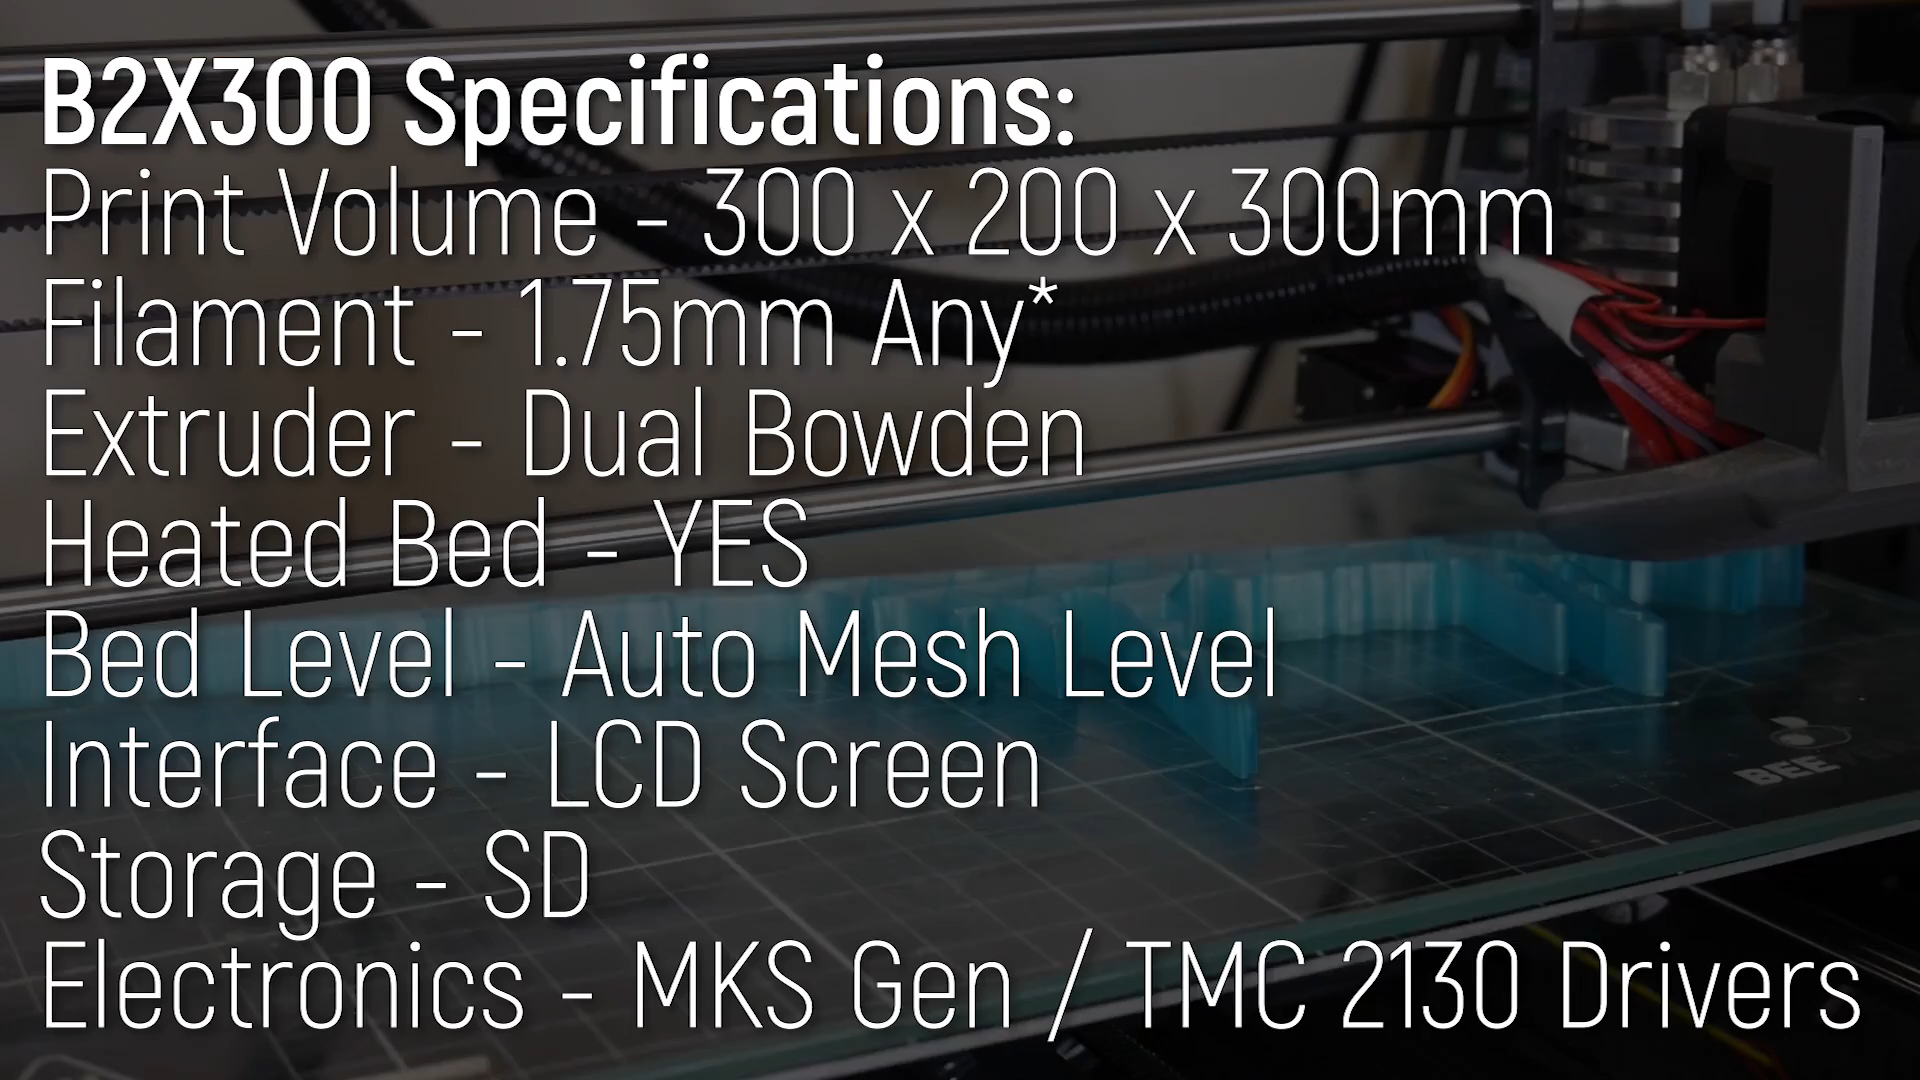 B2X300 Specifications:
Print Volume - 300 x 200 x 300mm
Filament - 1.75mm Any*
Extruder - Dual Bowden
Heated Bed - YES
Bed Level - Auto Mesh Level
Interface - LCD Screen
Storage - SD
Electronics - MKS Gen / TMC 2130 Drivers
BEE